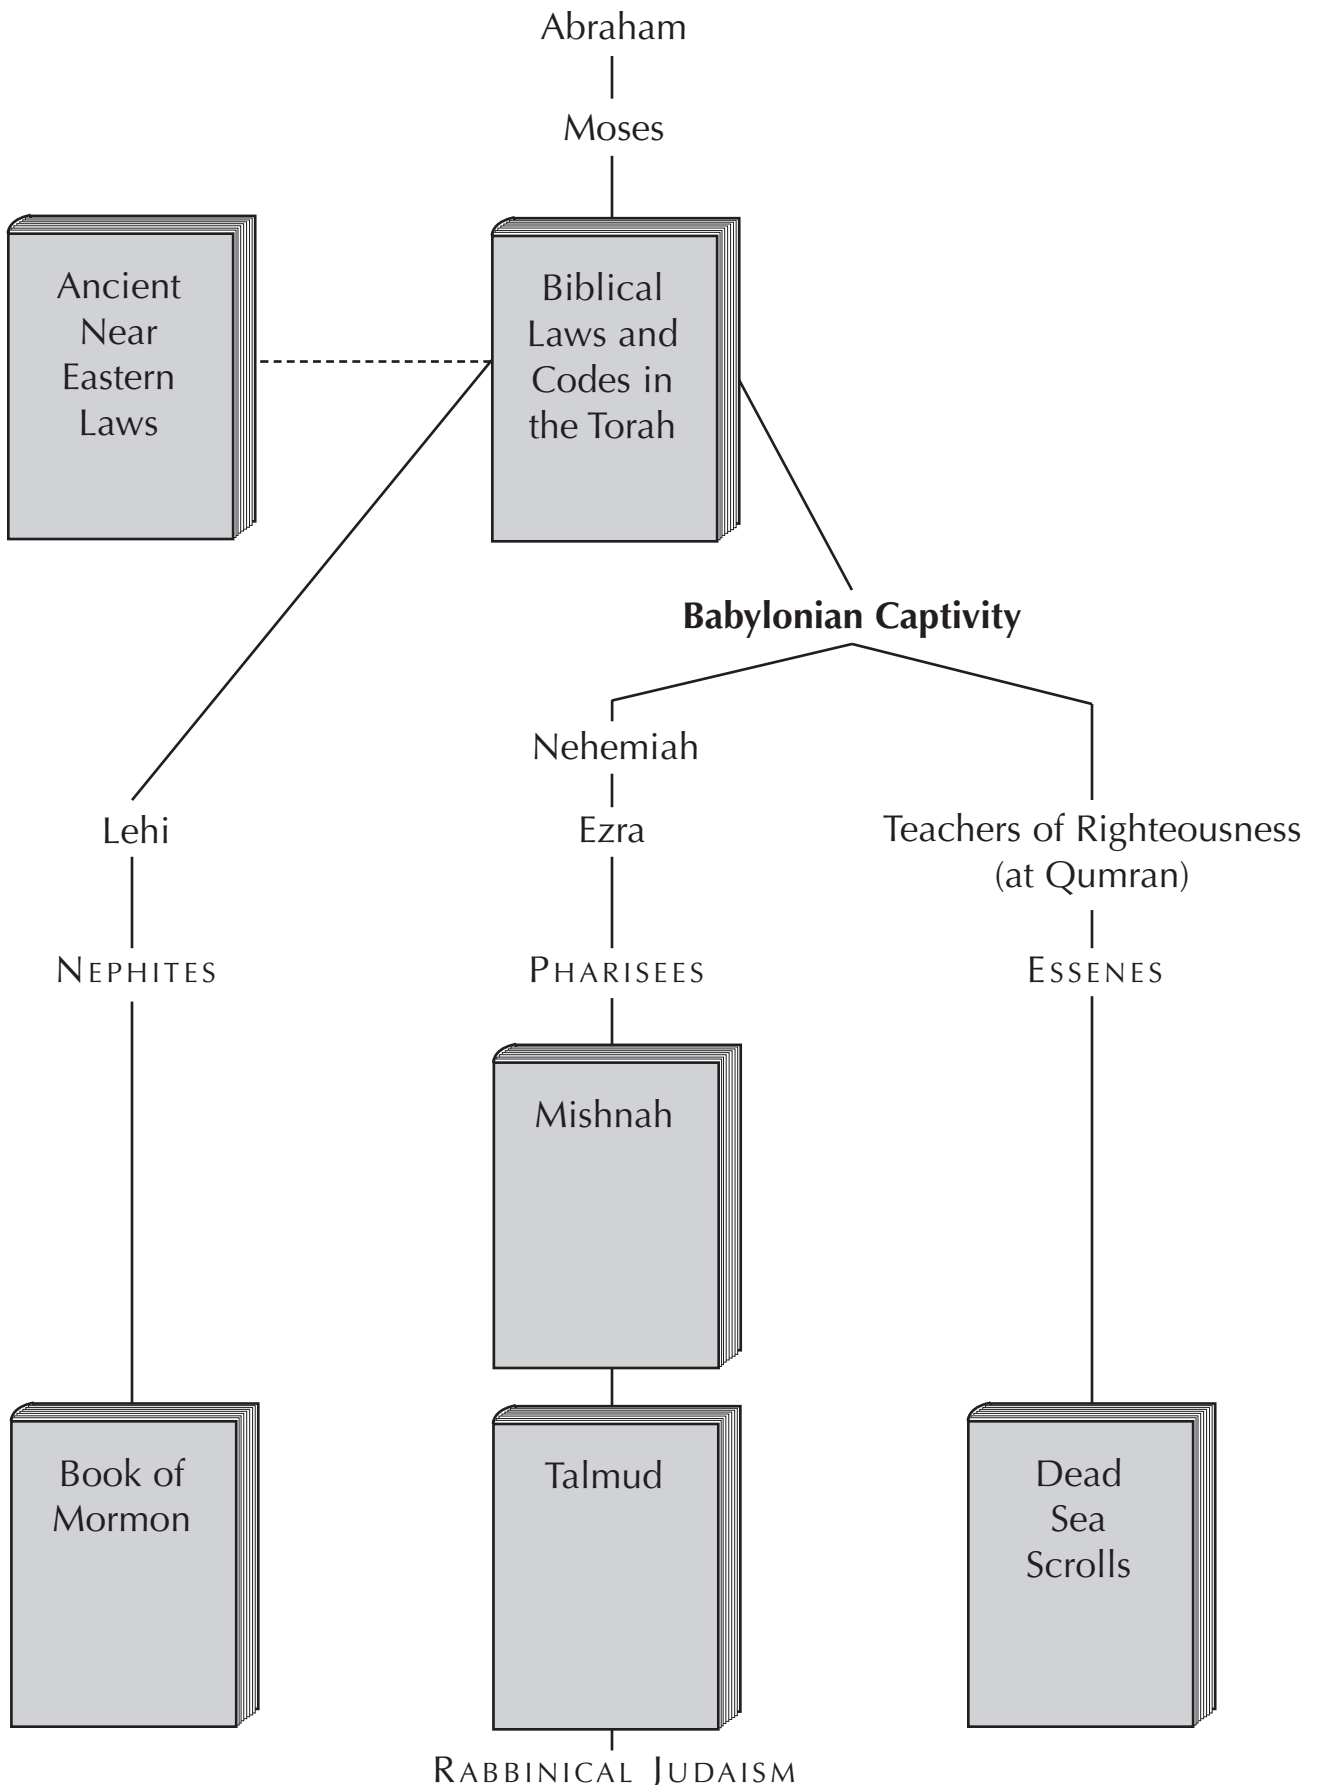 Abraham
Moses
Ancient
Near
Eastern
Laws
Biblical
Laws and
Codes in
the Torah
Babylonian Captivity
Nehemiah
Lehi
Ezra
Teachers of Righteousness
(at Qumran)
NEPHITES
PHARISEES
ESSENES
Mishnah
Book of
Mormon
Talmud
Dead
Sea
Scrolls
RABBINICAL JUDAISM